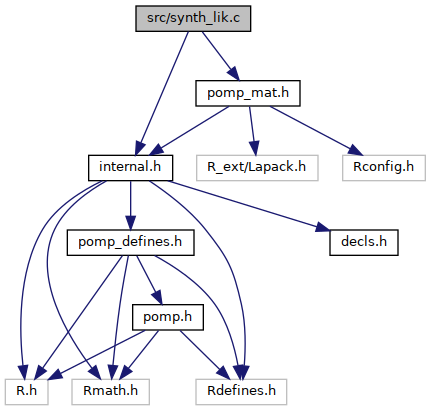 src/synth_lik.c
pomp_mat.h
internal.h
R_ext/Lapack.h
Rconfig.h
pomp_defines.h
decls.h
pomp.h
R.h
Rmath.h
Rdefines.h